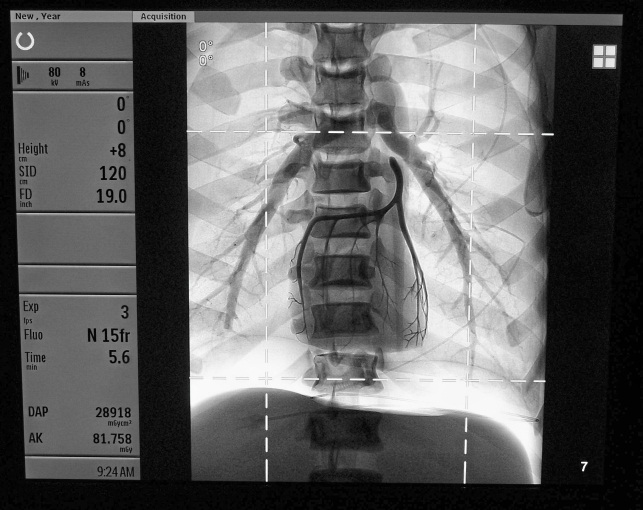 New , Year
Acquisition
80 8
kV mAs
0°
0°
Height +8
cm
SID 120
cm
FD 19.0
inch
Exp 3
fps
Fluo N 15fr
Time 5.6
min
DAP 28918
mGycm²
AK 81.758
mGy
9:24 AM
0°
0°
7